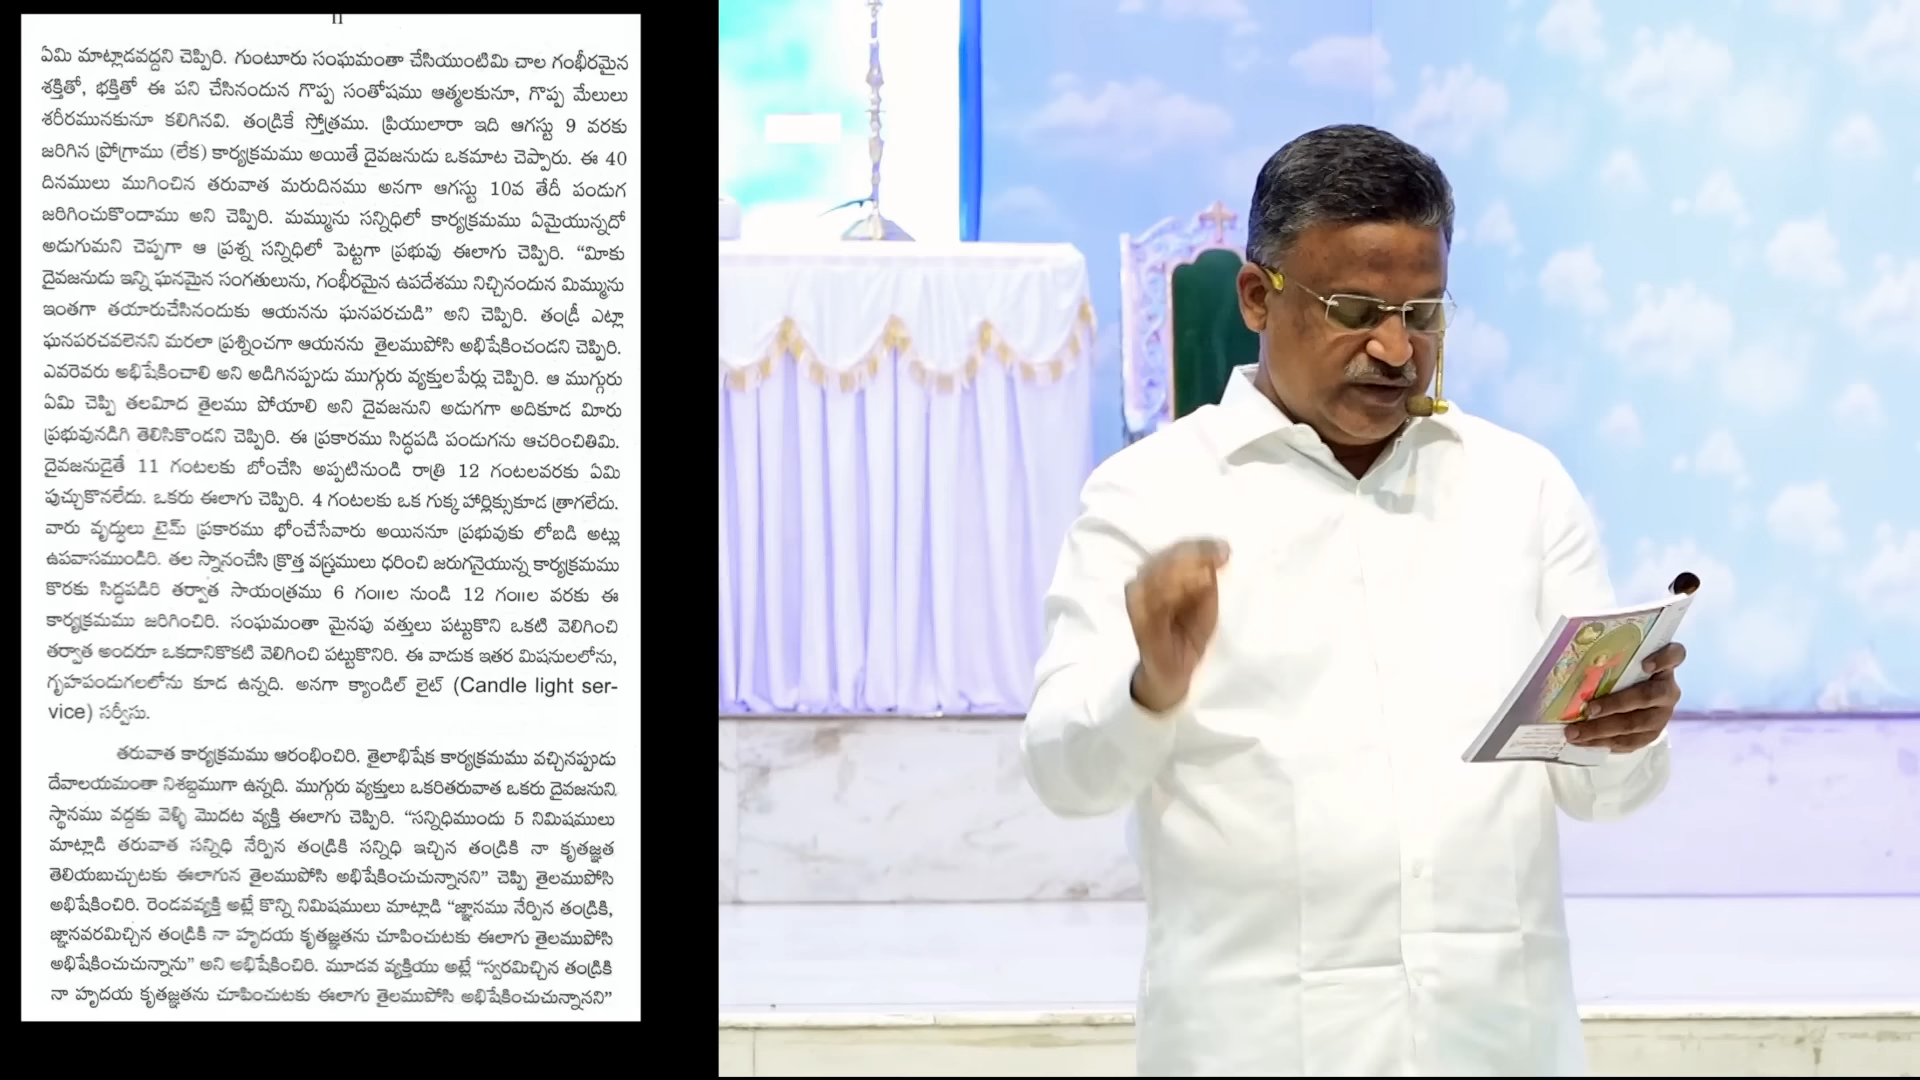 11
ఏమి మాట్లాడవద్దని చెప్పిరి. గుంటూరు సంఘమంతా చేసియుంటిమి చాల గంభీరమైన
శక్తితో, భక్తితో ఈ పని చేసినందున గొప్ప సంతోషము ఆత్మలకునూ, గొప్ప మేలులు
శరీరమునకునూ కలిగినవి. తండ్రికే స్తోత్రము. ప్రియులారా ఇది ఆగస్టు 9 వరకు
జరిగిన ప్రోగ్రాము (లేక) కార్యక్రమము అయితే దైవజనుడు ఒకమాట చెప్పారు. ఈ 40
దినములు ముగించిన తరువాత మరుదినము అనగా ఆగస్టు 10వ తేదీ పండుగ
జరిగించుకొందాము అని చెప్పిరి. మమ్మును సన్నిధిలో కార్యక్రమము ఏమైయున్నదో
అడుగుమని చెప్పగా ఆ ప్రశ్న సన్నిధిలో పెట్టగా ప్రభువు ఈలాగు చెప్పిరి. “మీకు
దైవజనుడు ఇన్ని ఘనమైన సంగతులును, గంభీరమైన ఉపదేశము నిచ్చినందున మిమ్మును
ఇంతగా తయారుచేసినందుకు ఆయనను ఘనపరచుడి” అని చెప్పిరి. తండ్రీ ఎట్లా
ఘనపరచవలెనని మరలా ప్రశ్నించగా ఆయనను తైలముపోసి అభిషేకించండని చెప్పిరి.
ఎవరెవరు అభిషేకించాలి అని అడిగినప్పుడు ముగ్గురు వ్యక్తులపేర్లు చెప్పిరి. ఆ ముగ్గురు
ఏమి చెప్పి తలమీద తైలము పోయాలి అని దైవజనుని అడుగగా అదికూడ మీరు
ప్రభువునడిగి తెలిసికొండని చెప్పిరి. ఈ ప్రకారము సిద్ధపడి పండుగను ఆచరించితిమి.
దైవజనుడైతే 11 గంటలకు బోంచేసి అప్పటినుండి రాత్రి 12 గంటలవరకు ఏమి
పుచ్చుకొనలేదు. ఒకరు ఈలాగు చెప్పిరి. 4 గంటలకు ఒక గుక్క హార్లిక్సుకూడ త్రాగలేదు.
వారు వృద్ధులు టైమ్ ప్రకారము భోంచేసేవారు అయిననూ ప్రభువుకు లోబడి అట్లు
ఉపవాసముండిరి. తల స్నానంచేసి క్రొత్త వస్త్రములు ధరించి జరుగనైయున్న కార్యక్రమము
కొరకు సిద్ధపడిరి తర్వాత సాయంత్రము 6 గం॥ల నుండి 12 గం॥ల వరకు ఈ
కార్యక్రమము జరిగించిరి. సంఘమంతా మైనపు వత్తులు పట్టుకొని ఒకటి వెలిగించి
తర్వాత అందరూ ఒకదానికొకటి వెలిగించి పట్టుకొనిరి. ఈ వాడుక ఇతర మిషనులలోను,
గృహపండుగలలోను కూడ ఉన్నది. అనగా క్యాండిల్ లైట్ (Candle light ser-
vice) సర్వీసు.
తరువాత కార్యక్రమము ఆరంభించిరి. తైలాభిషేక కార్యక్రమము వచ్చినప్పుడు
దేవాలయమంతా నిశబ్దముగా ఉన్నది. ముగ్గురు వ్యక్తులు ఒకరితరువాత ఒకరు దైవజనుని
స్థానము వద్దకు వెళ్ళి మొదట వ్యక్తి ఈలాగు చెప్పిరి. “సన్నిధిముందు 5 నిమిషములు
మాట్లాడి తరువాత సన్నిధి నేర్పిన తండ్రికి సన్నిధి ఇచ్చిన తండ్రికి నా కృతజ్ఞత
తెలియబుచ్చుటకు ఈలాగున తైలముపోసి అభిషేకించుచున్నానని” చెప్పి తైలముపోసి
అభిషేకించిరి. రెండవవ్యక్తి అట్లే కొన్ని నిమిషములు మాట్లాడి “జ్ఞానము నేర్పిన తండ్రికి,
జ్ఞానవరమిచ్చిన తండ్రికి నా హృదయ కృతజ్ఞతను చూపించుటకు ఈలాగు తైలముపోసి
అభిషేకించుచున్నాను” అని అభిషేకించిరి. మూడవ వ్యక్తియు అట్లే “స్వరమిచ్చిన తండ్రికి
నా హృదయ కృతజ్ఞతను చూపించుటకు ఈలాగు తైలముపోసి అభిషేకించుచున్నానని”